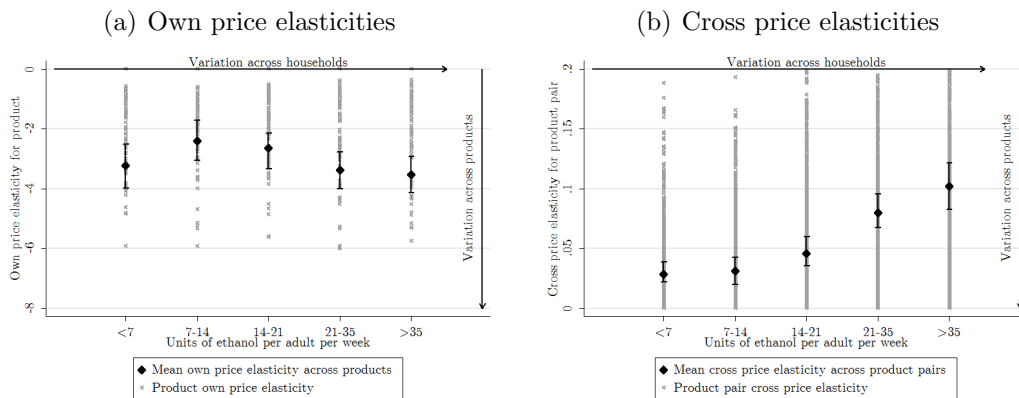 (a) Own price elasticities
Variation across households
Own price elasticity for product
0
-2
-4
-6
-8
Variation across products
<7 7-14 14-21 21-35 >35
Units of ethanol per adult per week
Mean own price elasticity across products
Product own price elasticity
(b) Cross price elasticities
Variation across households
Cross price elasticity for product pair
.2
.15
.1
.05
0
Variation across products
<7 7-14 14-21 21-35 >35
Units of ethanol per adult per week
Mean cross price elasticity across product pairs
Product pair cross price elasticity